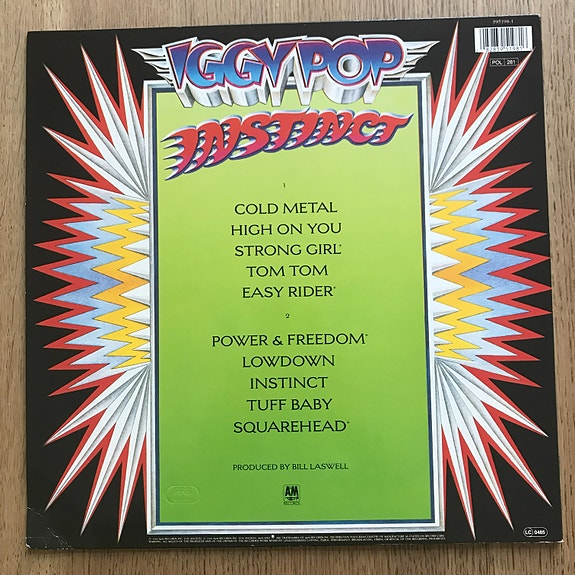 IGGY POP
INSTINCT
1
COLD METAL
HIGH ON YOU
STRONG GIRL*
TOM TOM
EASY RIDER*
2
POWER & FREEDOM*
LOWDOWN
INSTINCT
TUFF BABY
SQUAREHEAD*
PRODUCED BY BILL LASWELL
A&M
RECORDS
POL 281
LC 0485